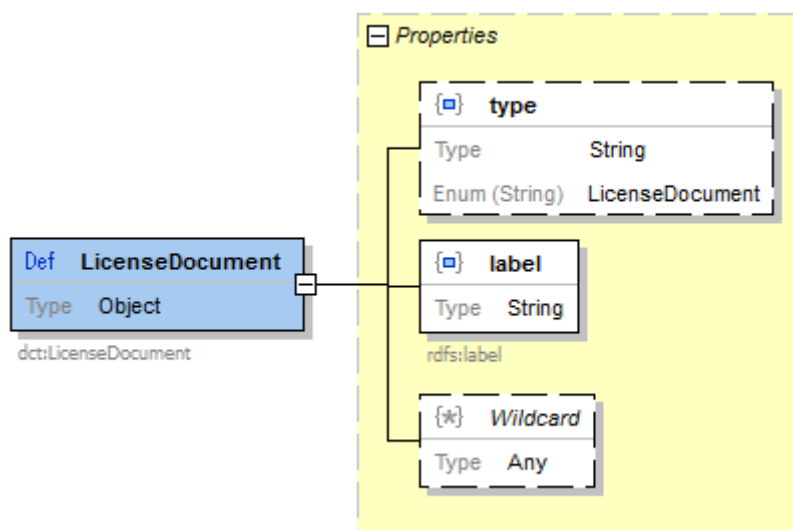 Properties
type
Type String
Enum (String) LicenseDocument
Def LicenseDocument
Type Object
dct:LicenseDocument
label
Type String
rdfs:label
{*} Wildcard
Type Any